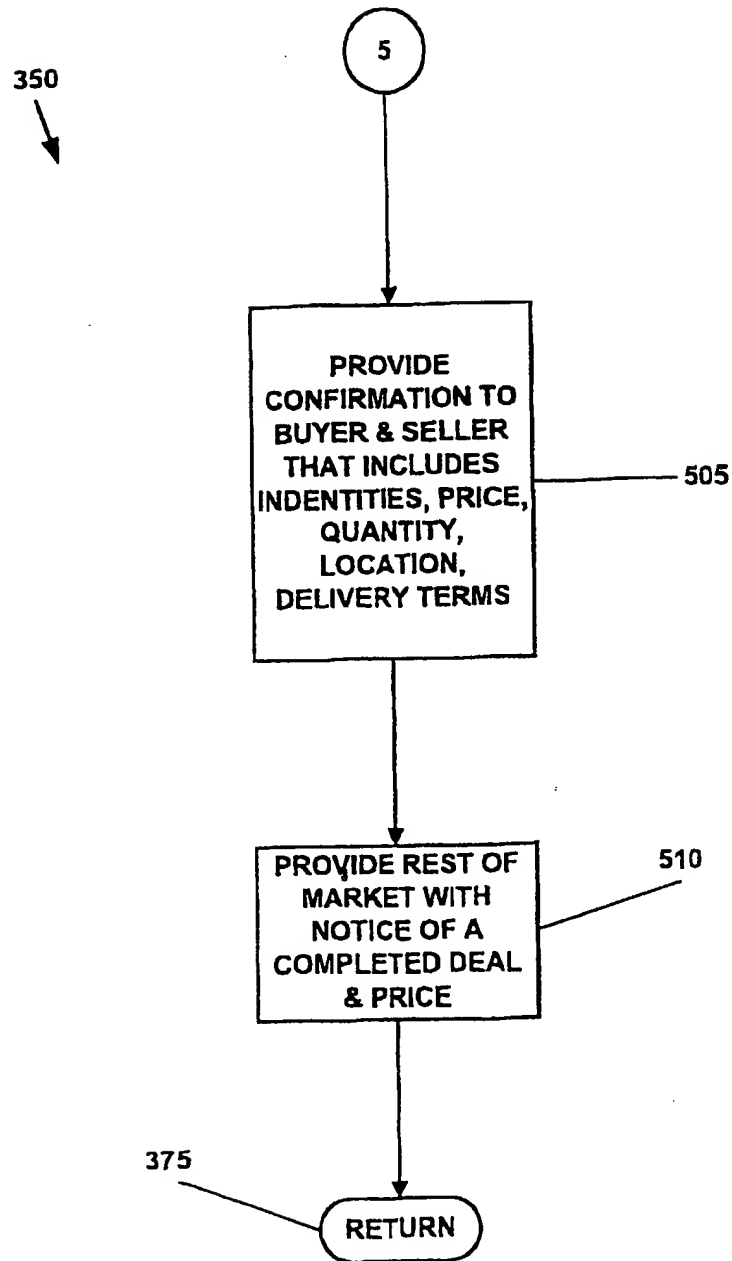 5
350
PROVIDE
CONFIRMATION TO
BUYER & SELLER
THAT INCLUDES
INDENTITIES, PRICE,
QUANTITY,
LOCATION,
DELIVERY TERMS
505
PROVIDE REST OF
MARKET WITH
NOTICE OF A
COMPLETED DEAL
& PRICE
510
375
RETURN